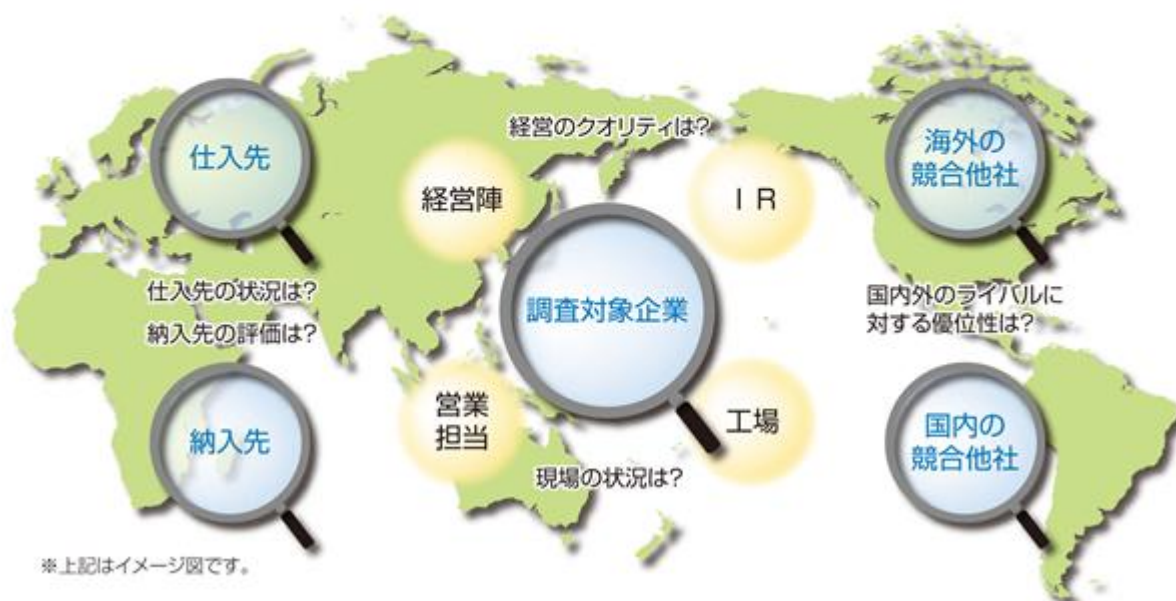 仕入先
経営のクオリティは?
海外の
競合他社
経営陣
IR
仕入先の状況は?
納入先の評価は?
調査対象企業
国内外のライバルに
対する優位性は?
営業
担当
工場
納入先
国内の
競合他社
現場の状況は?
※上記はイメージ図です。